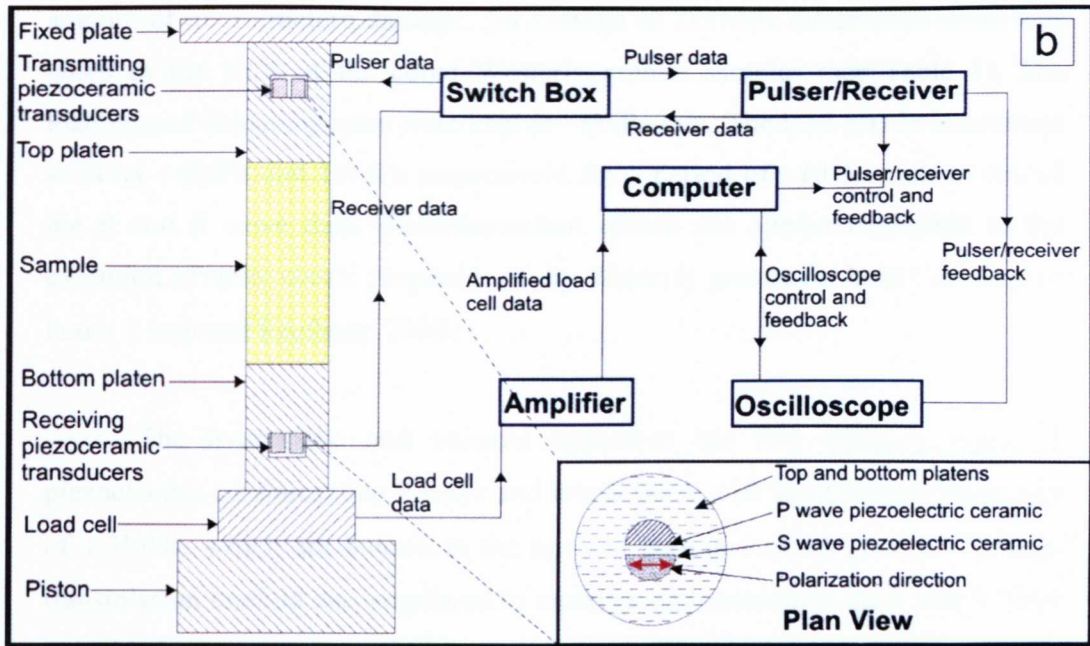 b
Fixed plate
Transmitting
piezoceramic
transducers
Top platen
Sample
Bottom platen
Receiving
piezoceramic
transducers
Load cell
Piston
Pulser data
Switch Box
Pulser data
Pulser/Receiver
Receiver data
Receiver data
Computer
Pulser/receiver
control and
feedback
Pulser/receiver
feedback
Amplified load
cell data
Oscilloscope
control and
feedback
Amplifier
Oscilloscope
Load cell
data
Top and bottom platens
P wave piezoelectric ceramic
S wave piezoelectric ceramic
Polarization direction
Plan View